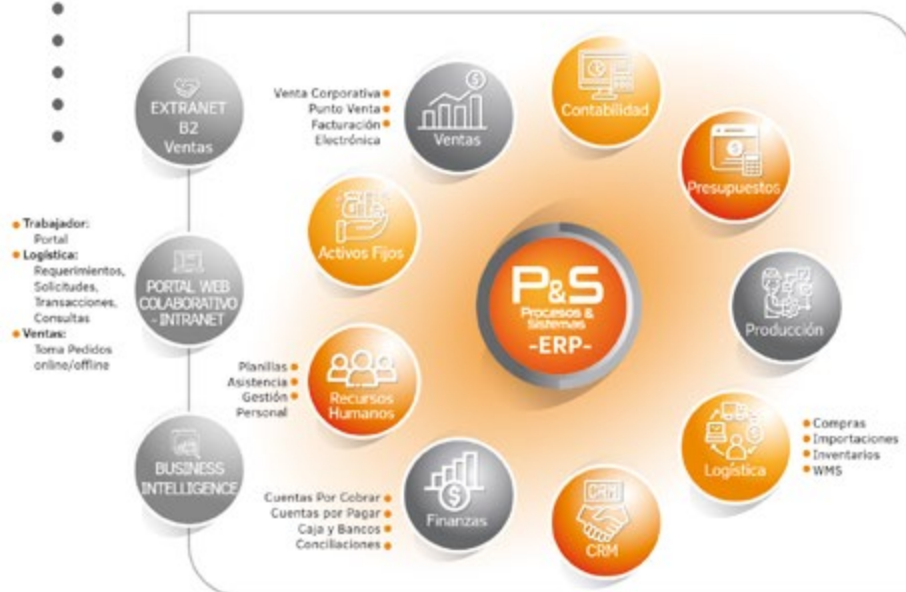 EXTRANET
B2
Ventas
Trabajador:
Portal
Logística:
Requerimientos,
Solicitudes,
Transacciones,
Consultas
Ventas:
Toma Pedidos
online/offline
PORTAL WEB
COLABORATIVO
- INTRANET
BUSINESS
INTELLIGENCE
Venta Corporativa
Punto Venta
Facturación
Electrónica
Ventas
Contabilidad
Presupuestos
Activos Fijos
P&S
Procesos &
Sistemas
-ERP-
Producción
Planillas
Asistencia
Gestión
Personal
Recursos
Humanos
Logística
Compras
Importaciones
Inventarios
WMS
Cuentas Por Cobrar
Cuentas por Pagar
Caja y Bancos
Conciliaciones
Finanzas
CRM
CRM